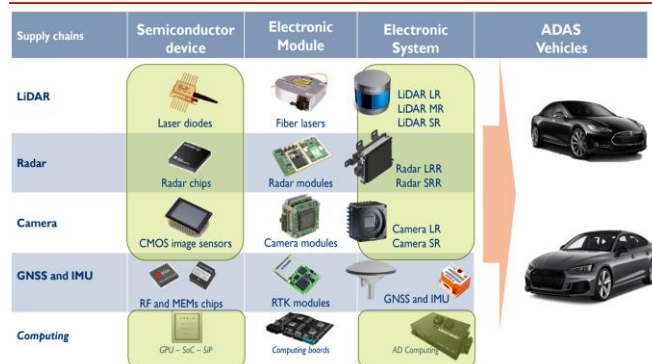 Supply chains
Semiconductor
device
Electronic
Module
Electronic
System
ADAS
Vehicles
LiDAR
Laser diodes
Fiber lasers
LiDAR LR
LiDAR MR
LiDAR SR
Radar
Radar chips
Radar modules
Radar LRR
Radar SRR
Camera
CMOS image sensors
Camera modules
Camera LR
Camera SR
GNSS and IMU
RF and MEMs chips
RTK modules
GNSS and IMU
Computing
GPU – SoC – SiP
Computing boards
AD Computing